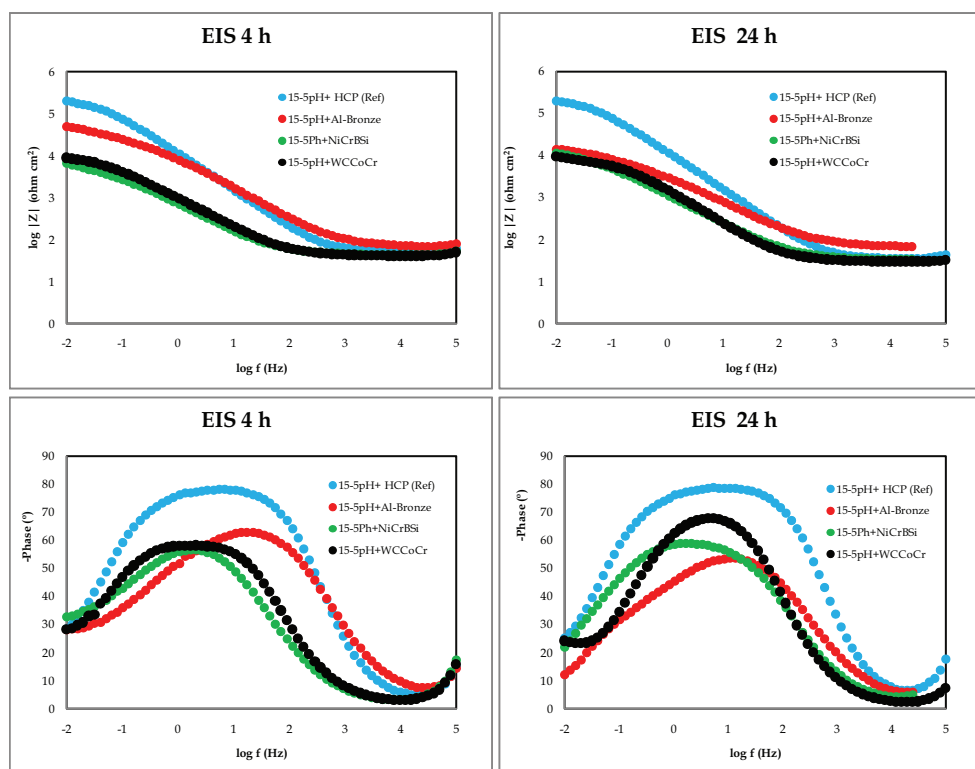 EIS 4 h
log | Z | (ohm cm²)
6
5
4
3
2
1
0
15-5pH+ HCP (Ref)
15-5pH+Al-Bronze
15-5Ph+NiCrBSi
15-5pH+WCCoCr
-2 -1 0 1 2 3 4 5
log f (Hz)
EIS 24 h
log | Z | (ohm cm²)
6
5
4
3
2
1
0
15-5pH+ HCP (Ref)
15-5pH+Al-Bronze
15-5Ph+NiCrBSi
15-5pH+WCCoCr
-2 -1 0 1 2 3 4 5
log f (Hz)
EIS 4 h
-Phase (°)
90
80
70
60
50
40
30
20
10
0
15-5pH+ HCP (Ref)
15-5pH+Al-Bronze
15-5Ph+NiCrBSi
15-5pH+WCCoCr
-2 -1 0 1 2 3 4 5
log f (Hz)
EIS 24 h
-Phase (°)
90
80
70
60
50
40
30
20
10
0
15-5pH+ HCP (Ref)
15-5pH+Al-Bronze
15-5Ph+NiCrBSi
15-5pH+WCCoCr
-2 -1 0 1 2 3 4 5
log f (Hz)